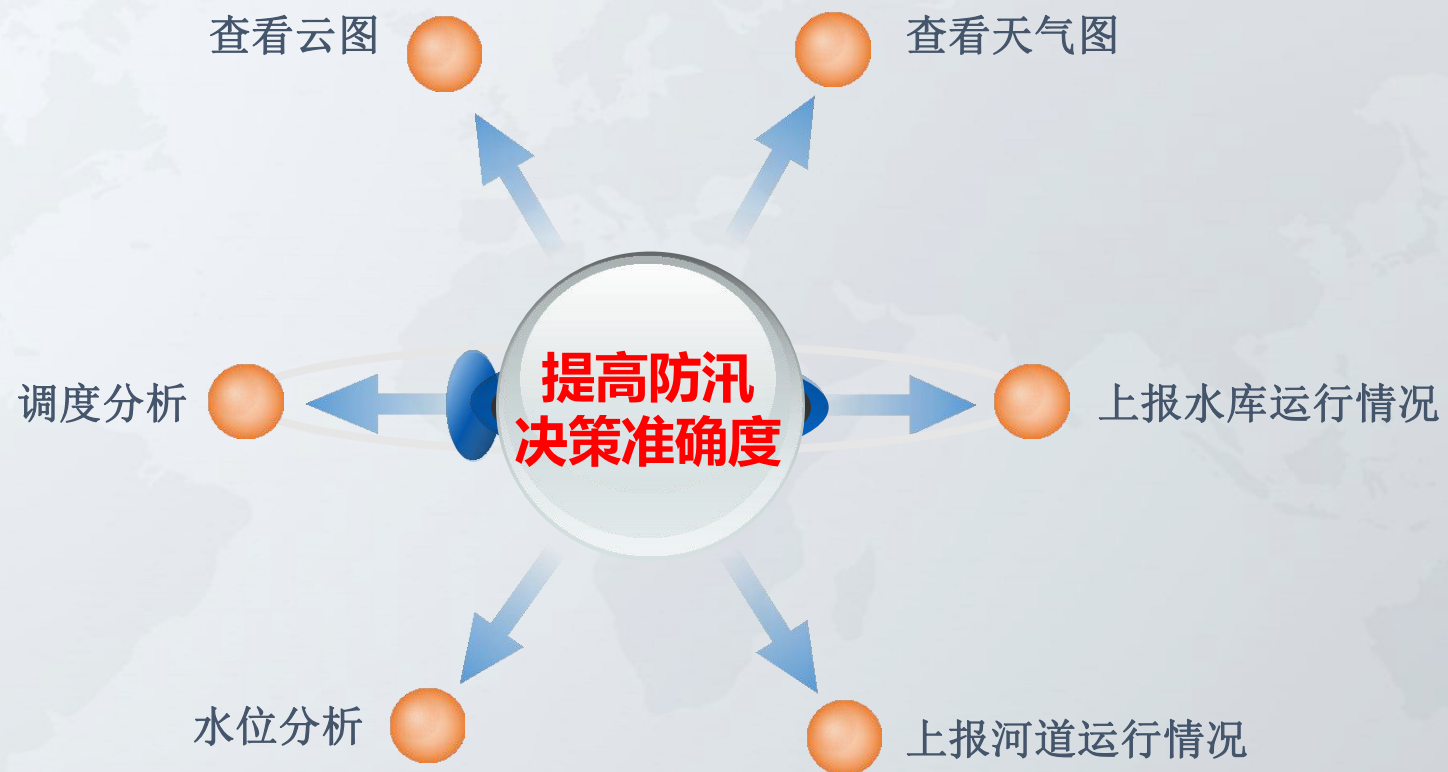 查看云图
查看天气图
提高防汛
决策准确度
调度分析
上报水库运行情况
水位分析
上报河道运行情况